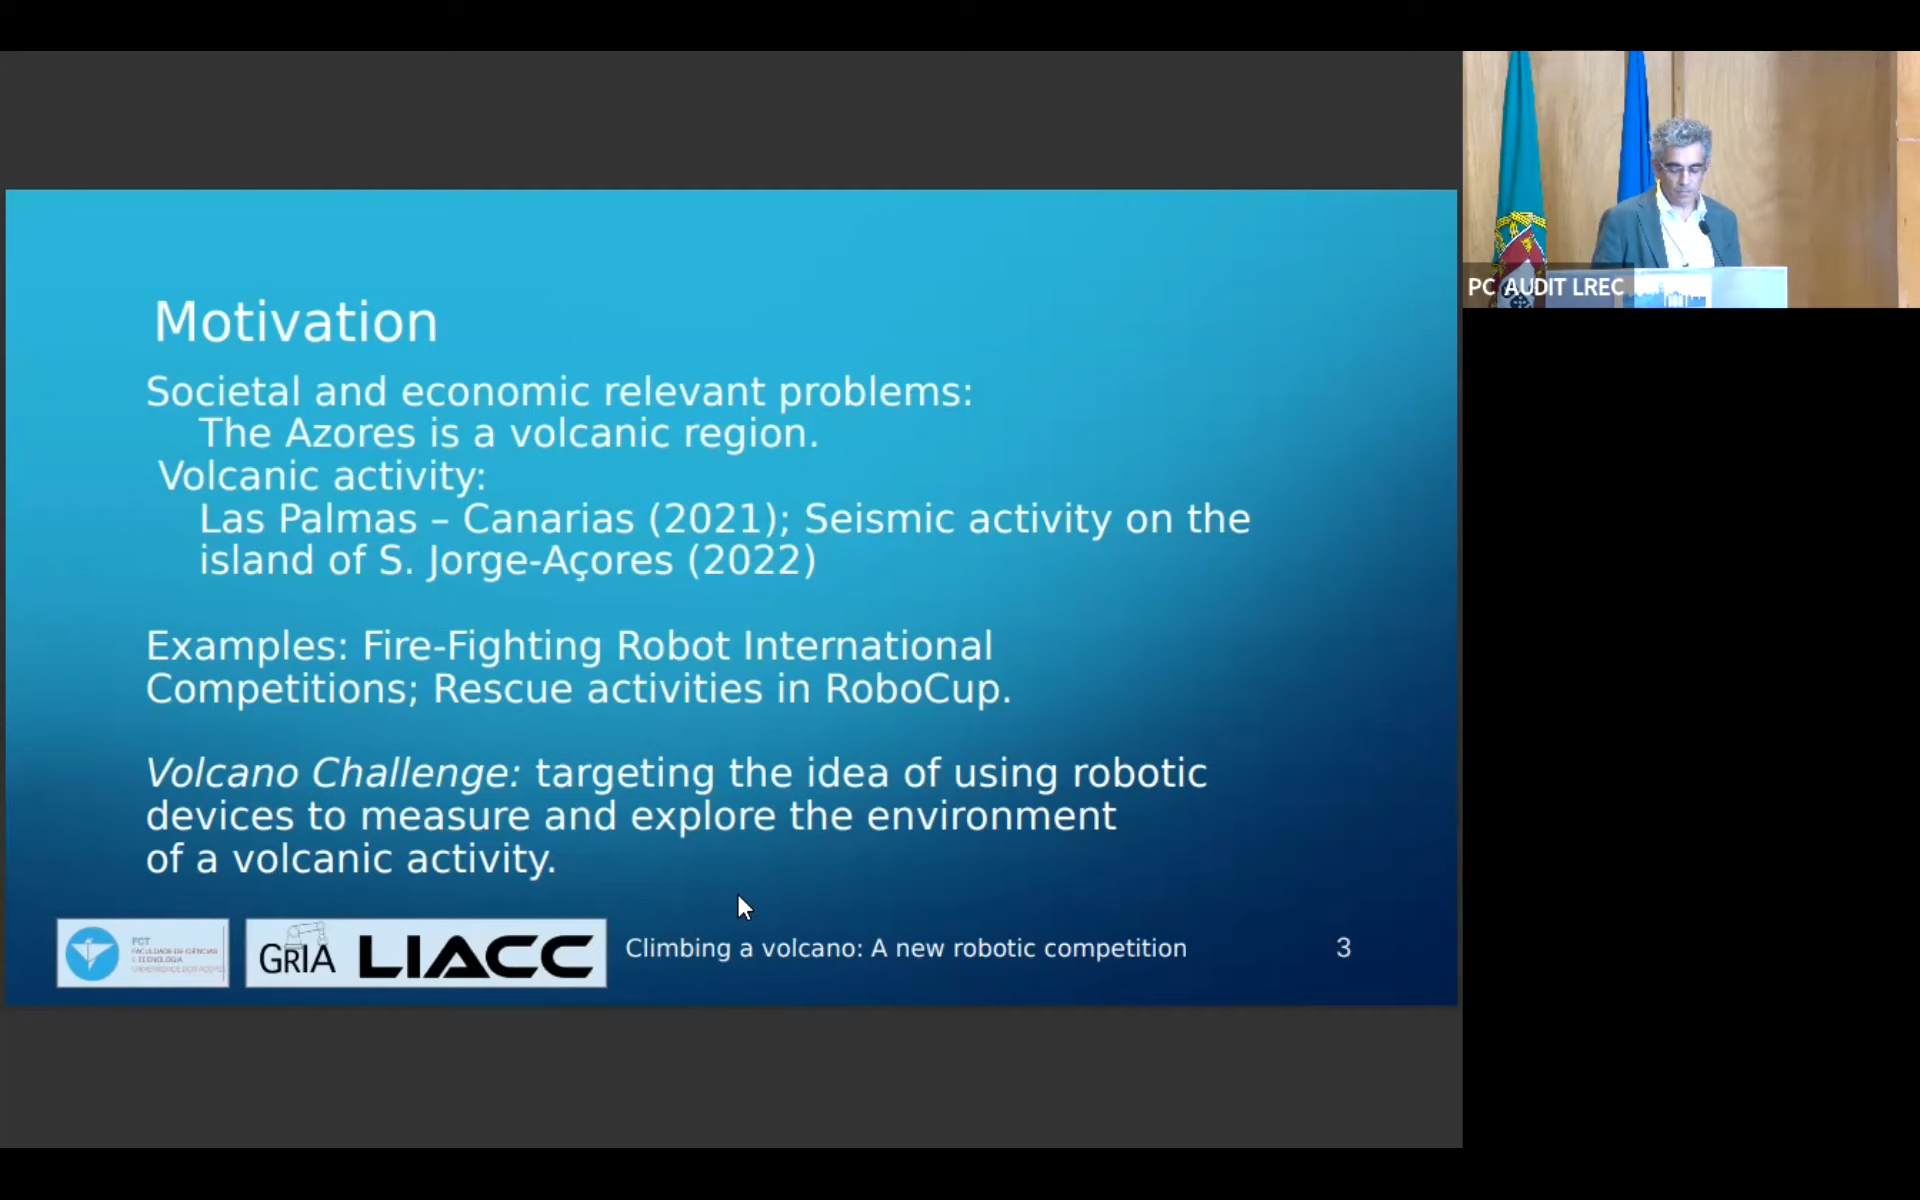 PC AUDIT LREC
Motivation
Societal and economic relevant problems:
The Azores is a volcanic region.
Volcanic activity:
Las Palmas – Canarias (2021); Seismic activity on the
island of S. Jorge-Açores (2022)
Examples: Fire-Fighting Robot International
Competitions; Rescue activities in RoboCup.
Volcano Challenge: targeting the idea of using robotic
devices to measure and explore the environment
of a volcanic activity.
FCT
FACULDADE DE CIÊNCIAS
E TECNOLOGIA
UNIVERSIDADE DOS AÇORES
GRIA LIACC
Climbing a volcano: A new robotic competition
3